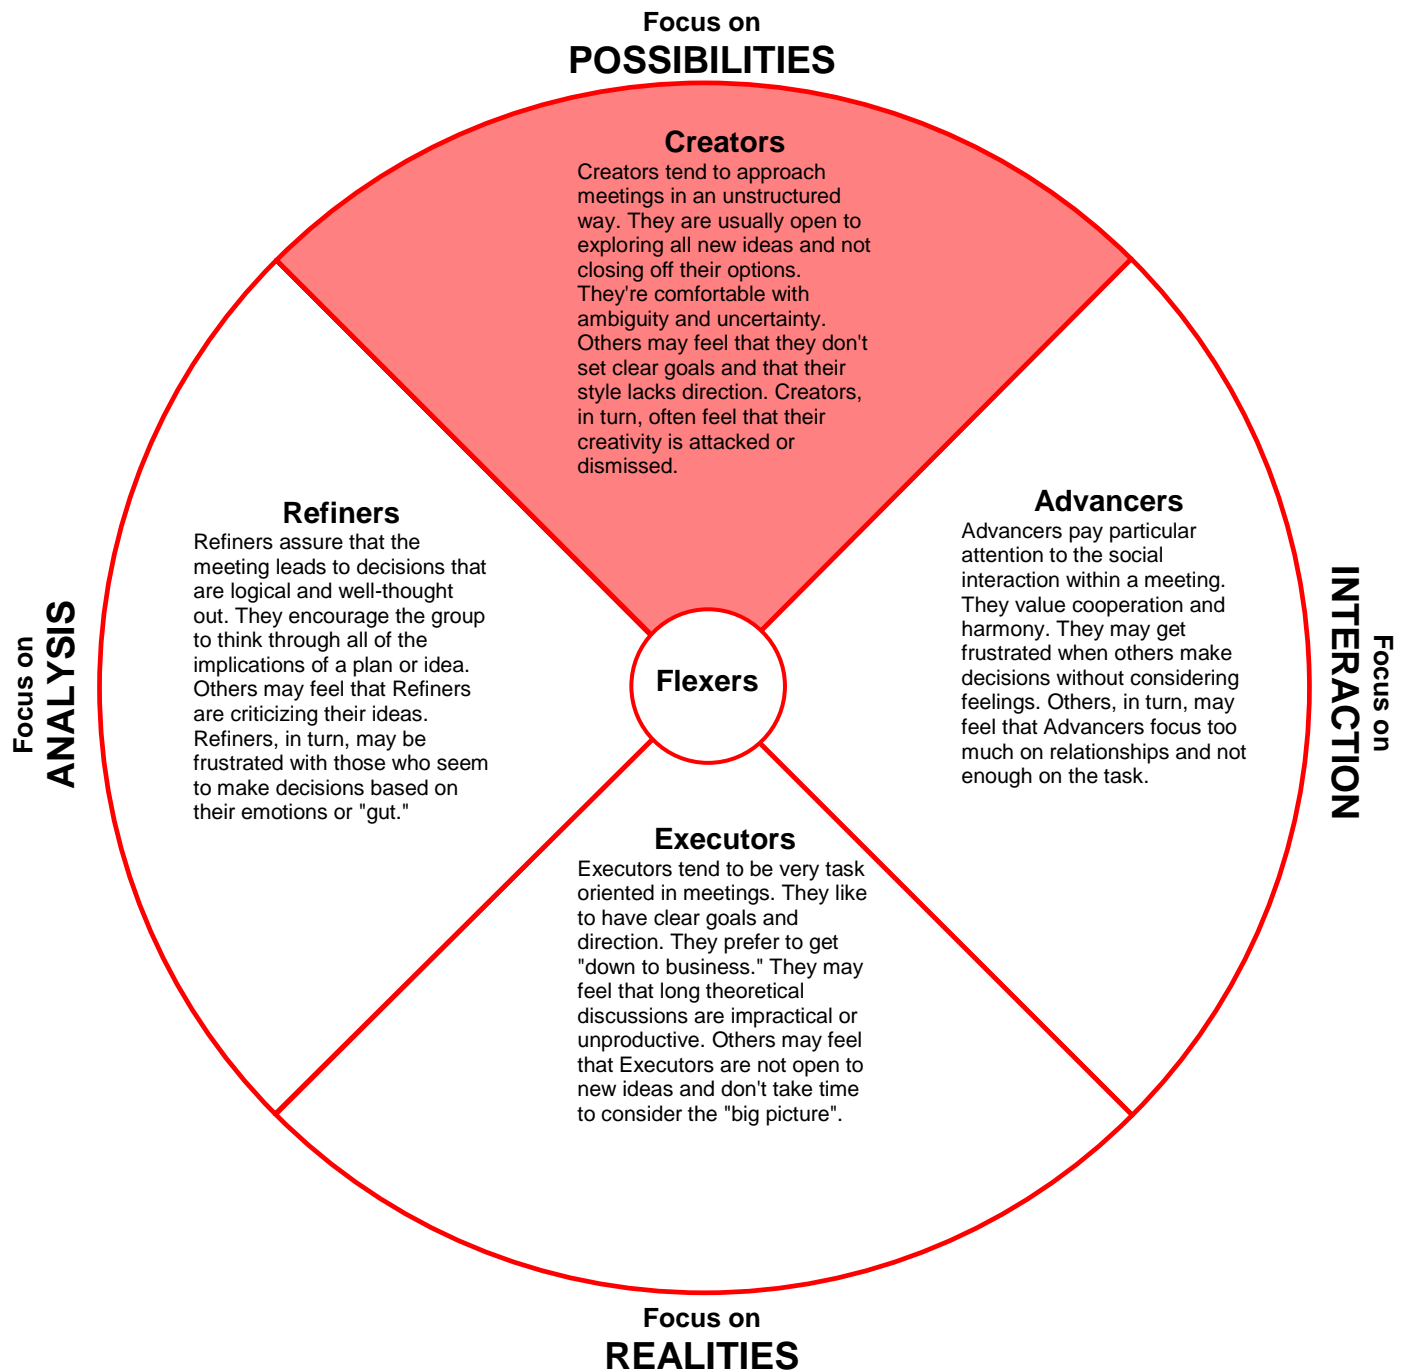 Focus on
POSSIBILITIES
Creators
Creators tend to approach
meetings in an unstructured
way. They are usually open to
exploring all new ideas and not
closing off their options.
They're comfortable with
ambiguity and uncertainty.
Others may feel that they don't
set clear goals and that their
style lacks direction. Creators,
in turn, often feel that their
creativity is attacked or
dismissed.
Focus on
ANALYSIS
Refiners
Refiners assure that the
meeting leads to decisions that
are logical and well-thought
out. They encourage the group
to think through all of the
implications of a plan or idea.
Others may feel that Refiners
are criticizing their ideas.
Refiners, in turn, may be
frustrated with those who seem
to make decisions based on
their emotions or "gut."
Flexers
Advancers
Advancers pay particular
attention to the social
interaction within a meeting.
They value cooperation and
harmony. They may get
frustrated when others make
decisions without considering
feelings. Others, in turn, may
feel that Advancers focus too
much on relationships and not
enough on the task.
Focus on
INTERACTION
Executors
Executors tend to be very task
oriented in meetings. They like
to have clear goals and
direction. They prefer to get
"down to business." They may
feel that long theoretical
discussions are impractical or
unproductive. Others may feel
that Executors are not open to
new ideas and don't take time
to consider the "big picture".
Focus on
REALITIES